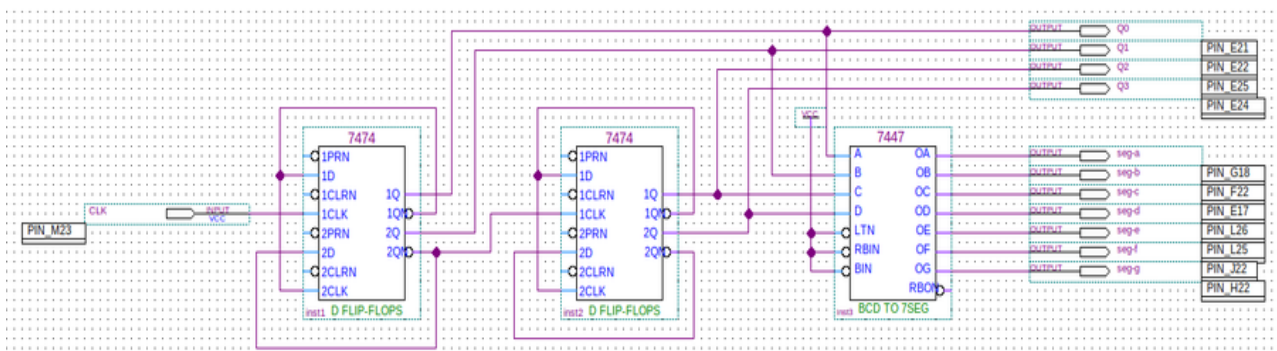 OUTPUT Q0
OUTPUT Q1
OUTPUT Q2
OUTPUT Q3
PIN_E21
PIN_E22
PIN_E25
PIN_E24
CLK
INPUT
VCC
PIN_M23
7474
1PRN
1D
1CLRN
1CLK
2PRN
2D
2CLRN
2CLK
1Q
1QN
2Q
2QN
inst1
D FLIP-FLOPS
7474
1PRN
1D
1CLRN
1CLK
2PRN
2D
2CLRN
2CLK
1Q
1QN
2Q
2QN
inst2
D FLIP-FLOPS
VCC
7447
A
B
C
D
LTN
RBIN
BIN
OA
OB
OC
OD
OE
OF
OG
RBON
inst3
BCD TO 7SEG
OUTPUT seg-a
OUTPUT seg-b
OUTPUT seg-c
OUTPUT seg-d
OUTPUT seg-e
OUTPUT seg-f
OUTPUT seg-g
PIN_G18
PIN_F22
PIN_E17
PIN_L26
PIN_L25
PIN_J22
PIN_H22